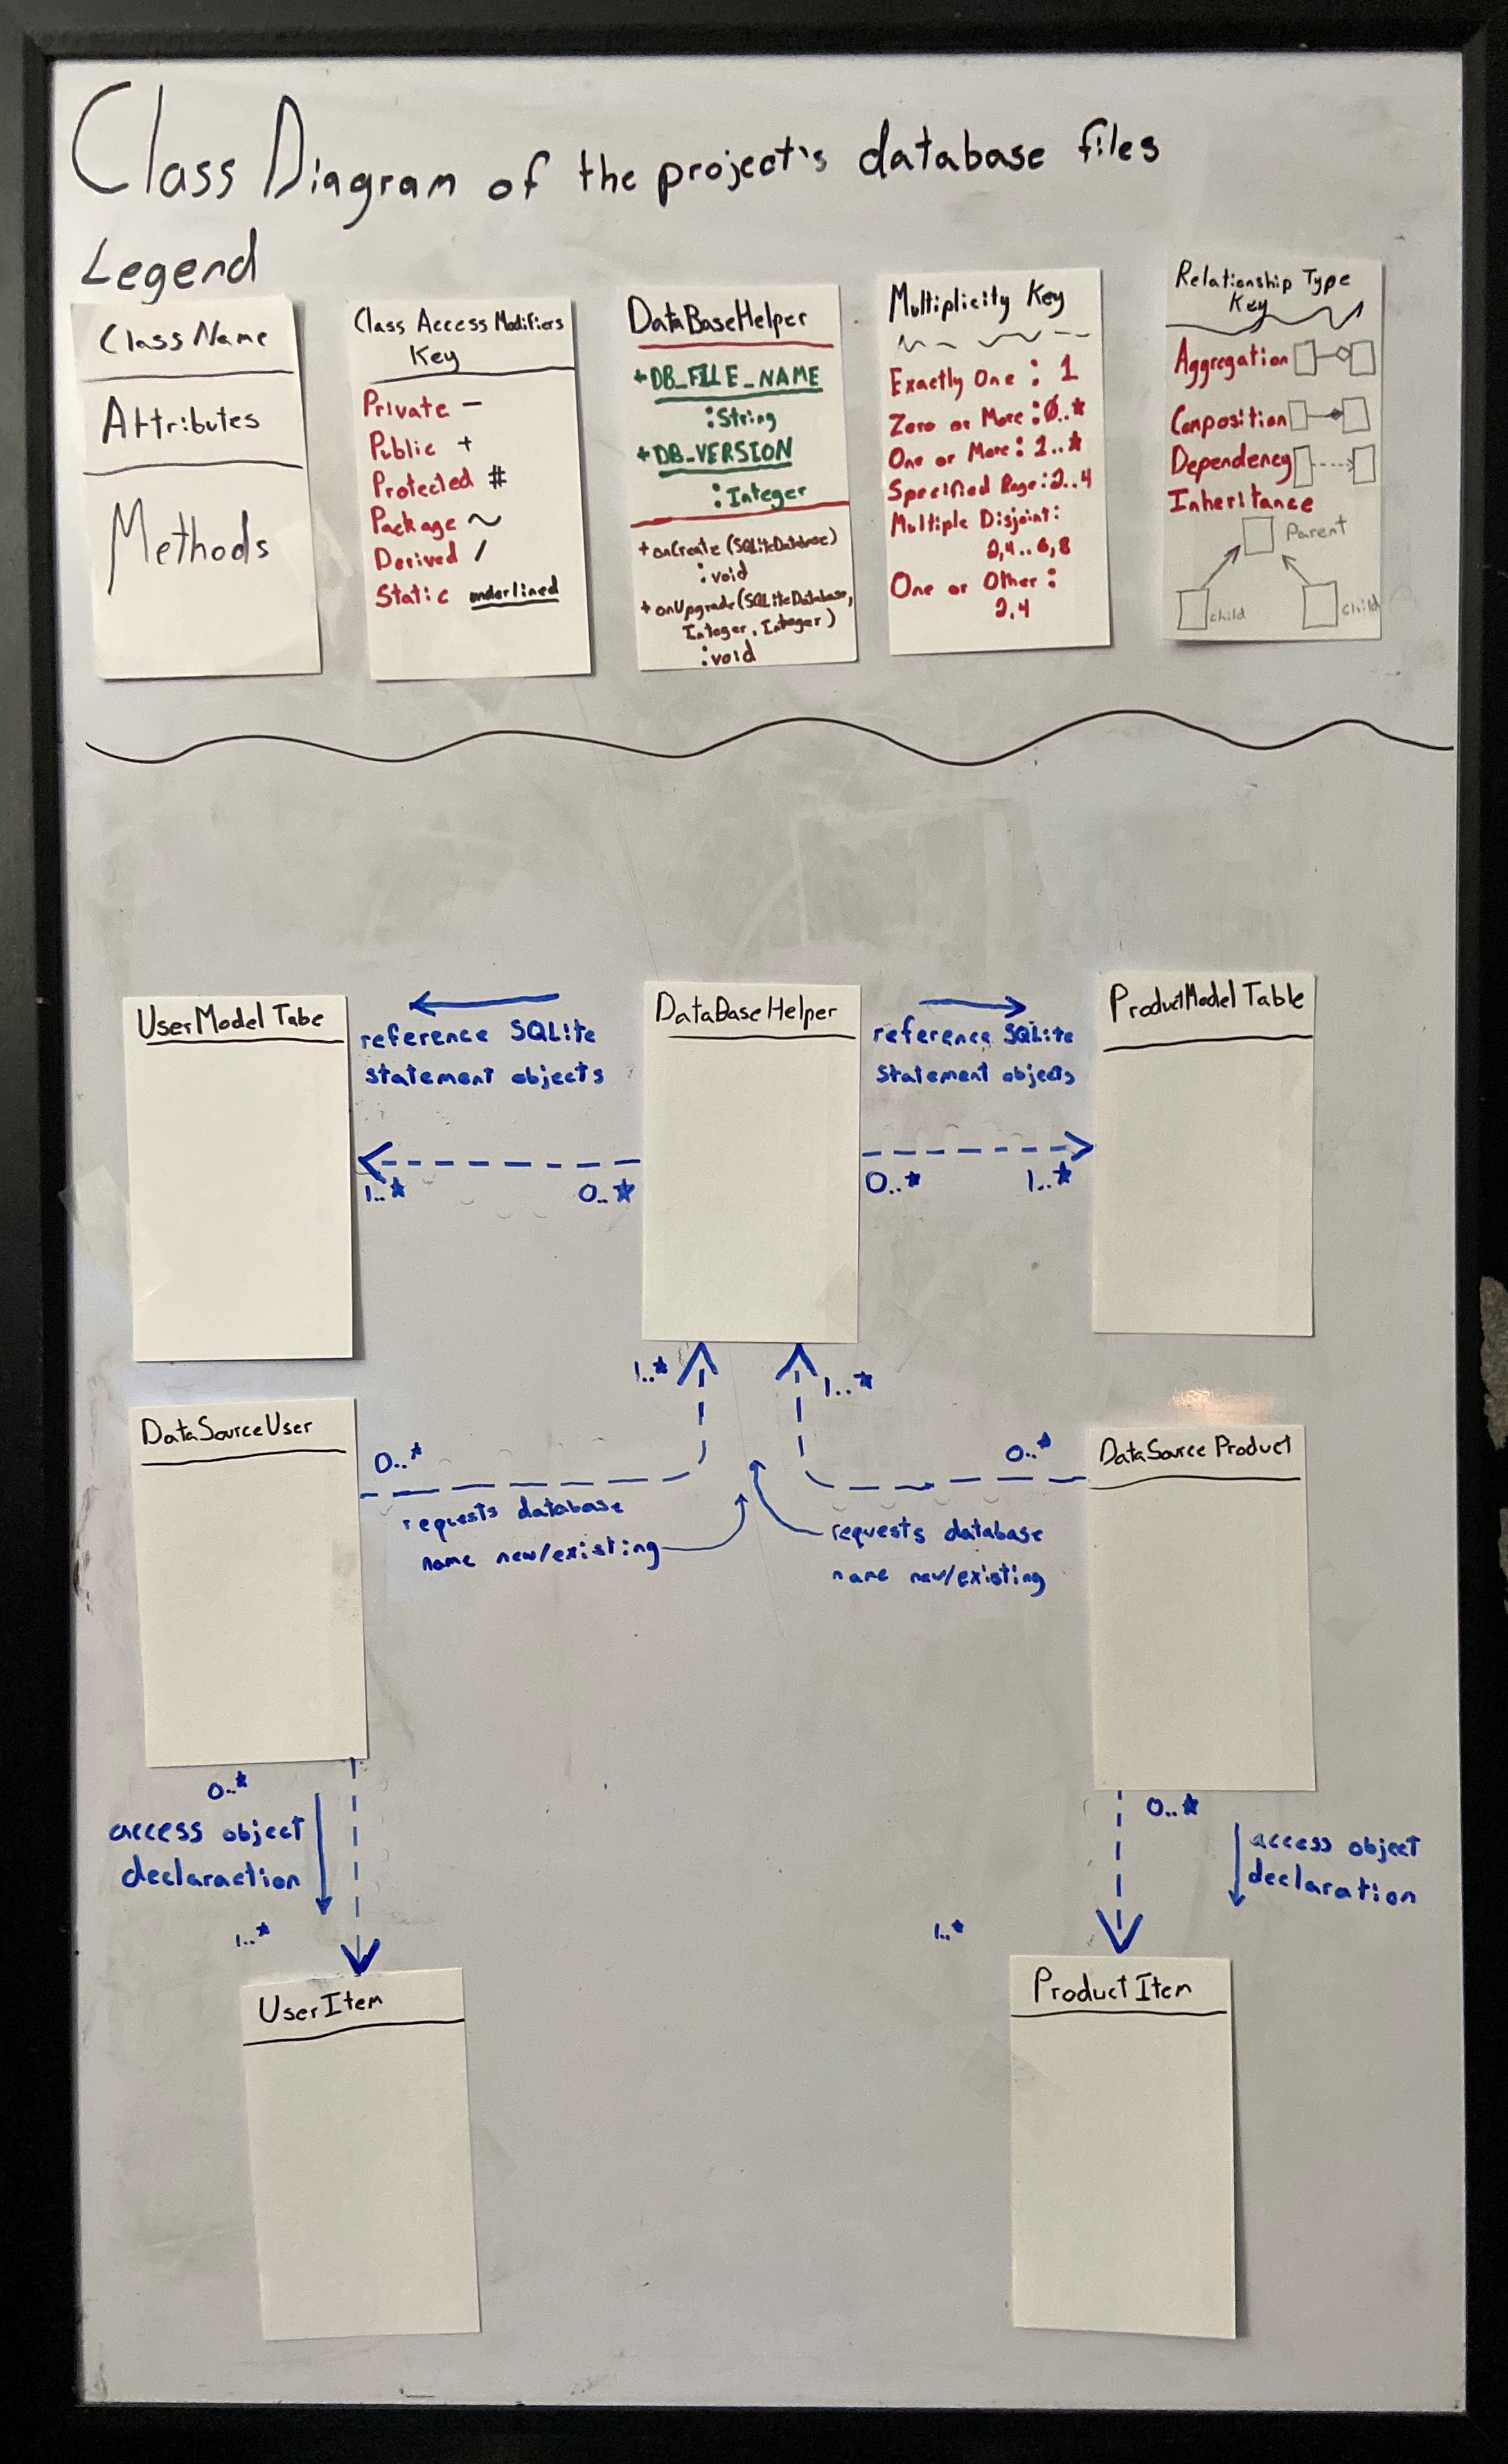 Class Diagram of the project's database files
Legend
Class Name
Attributes
Methods
Class Access Modifiers
Key
Private -
Public +
Protected #
Package ~
Derived /
Static underlined
DataBaseHelper
+DB_FILE_NAME
:String
+DB_VERSION
:Integer
+onCreate(SQLiteDatabase)
:void
+onUpgrade(SQLiteDatabase,
Integer, Integer)
:void
Multiplicity Key
Exactly One : 1
Zero or More :0..*
One or More: 1..*
Specified Rage:2..4
Multiple Disjoint:
2,4..6,8
One or Other :
2,4
Relationship Type
Key
Aggregation
Composition
Dependency
Inheritance
Parent
child
child
UserModel Tabe
reference SQLite
statement objects
1..*
0..*
DataBaseHelper
reference SQLite
statement objects
0..*
1..*
ProductModel Table
1..*
1..*
DataSourceUser
0..*
requests database
name new/existing
0..*
requests database
name new/existing
DataSource Product
0..*
access object
declaraction
1..*
UserItem
0..*
access object
declaration
1..*
Product Item